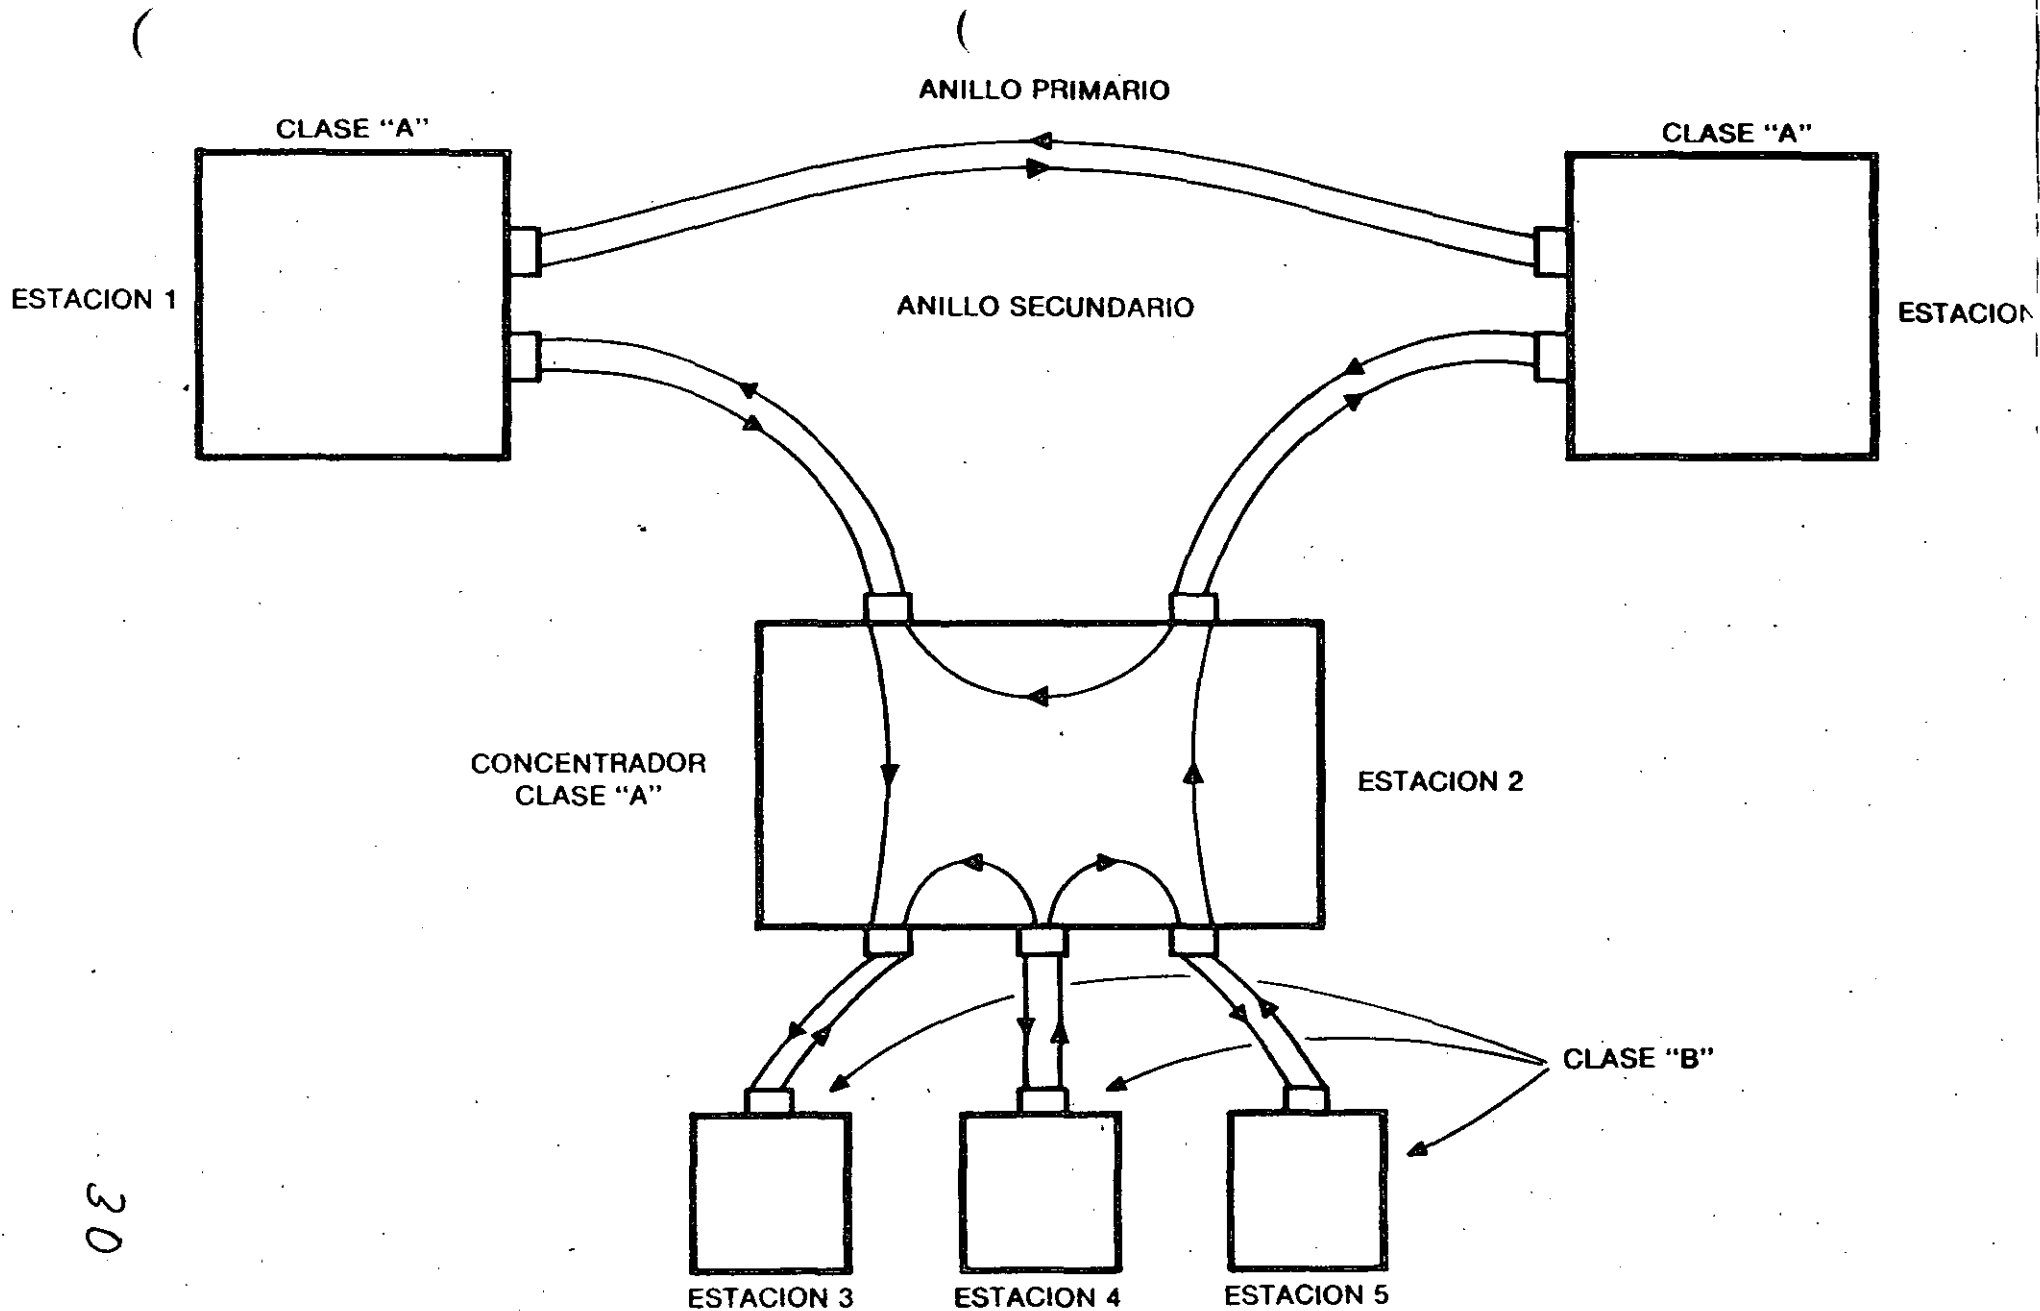 ANILLO PRIMARIO
CLASE "A"
CLASE "A"
ESTACION 1
ANILLO SECUNDARIO
ESTACION
CONCENTRADOR
CLASE "A"
ESTACION 2
CLASE "B"
30
ESTACION 3
ESTACION 4
ESTACION 5